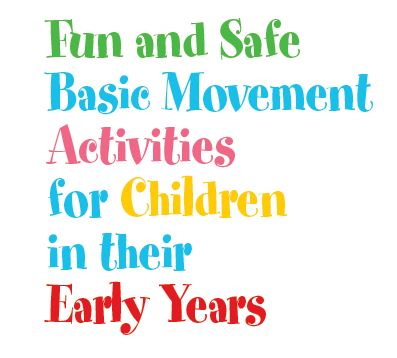 Fun and Safe
Basic Movement
Activities
for Children
in their
Early Years